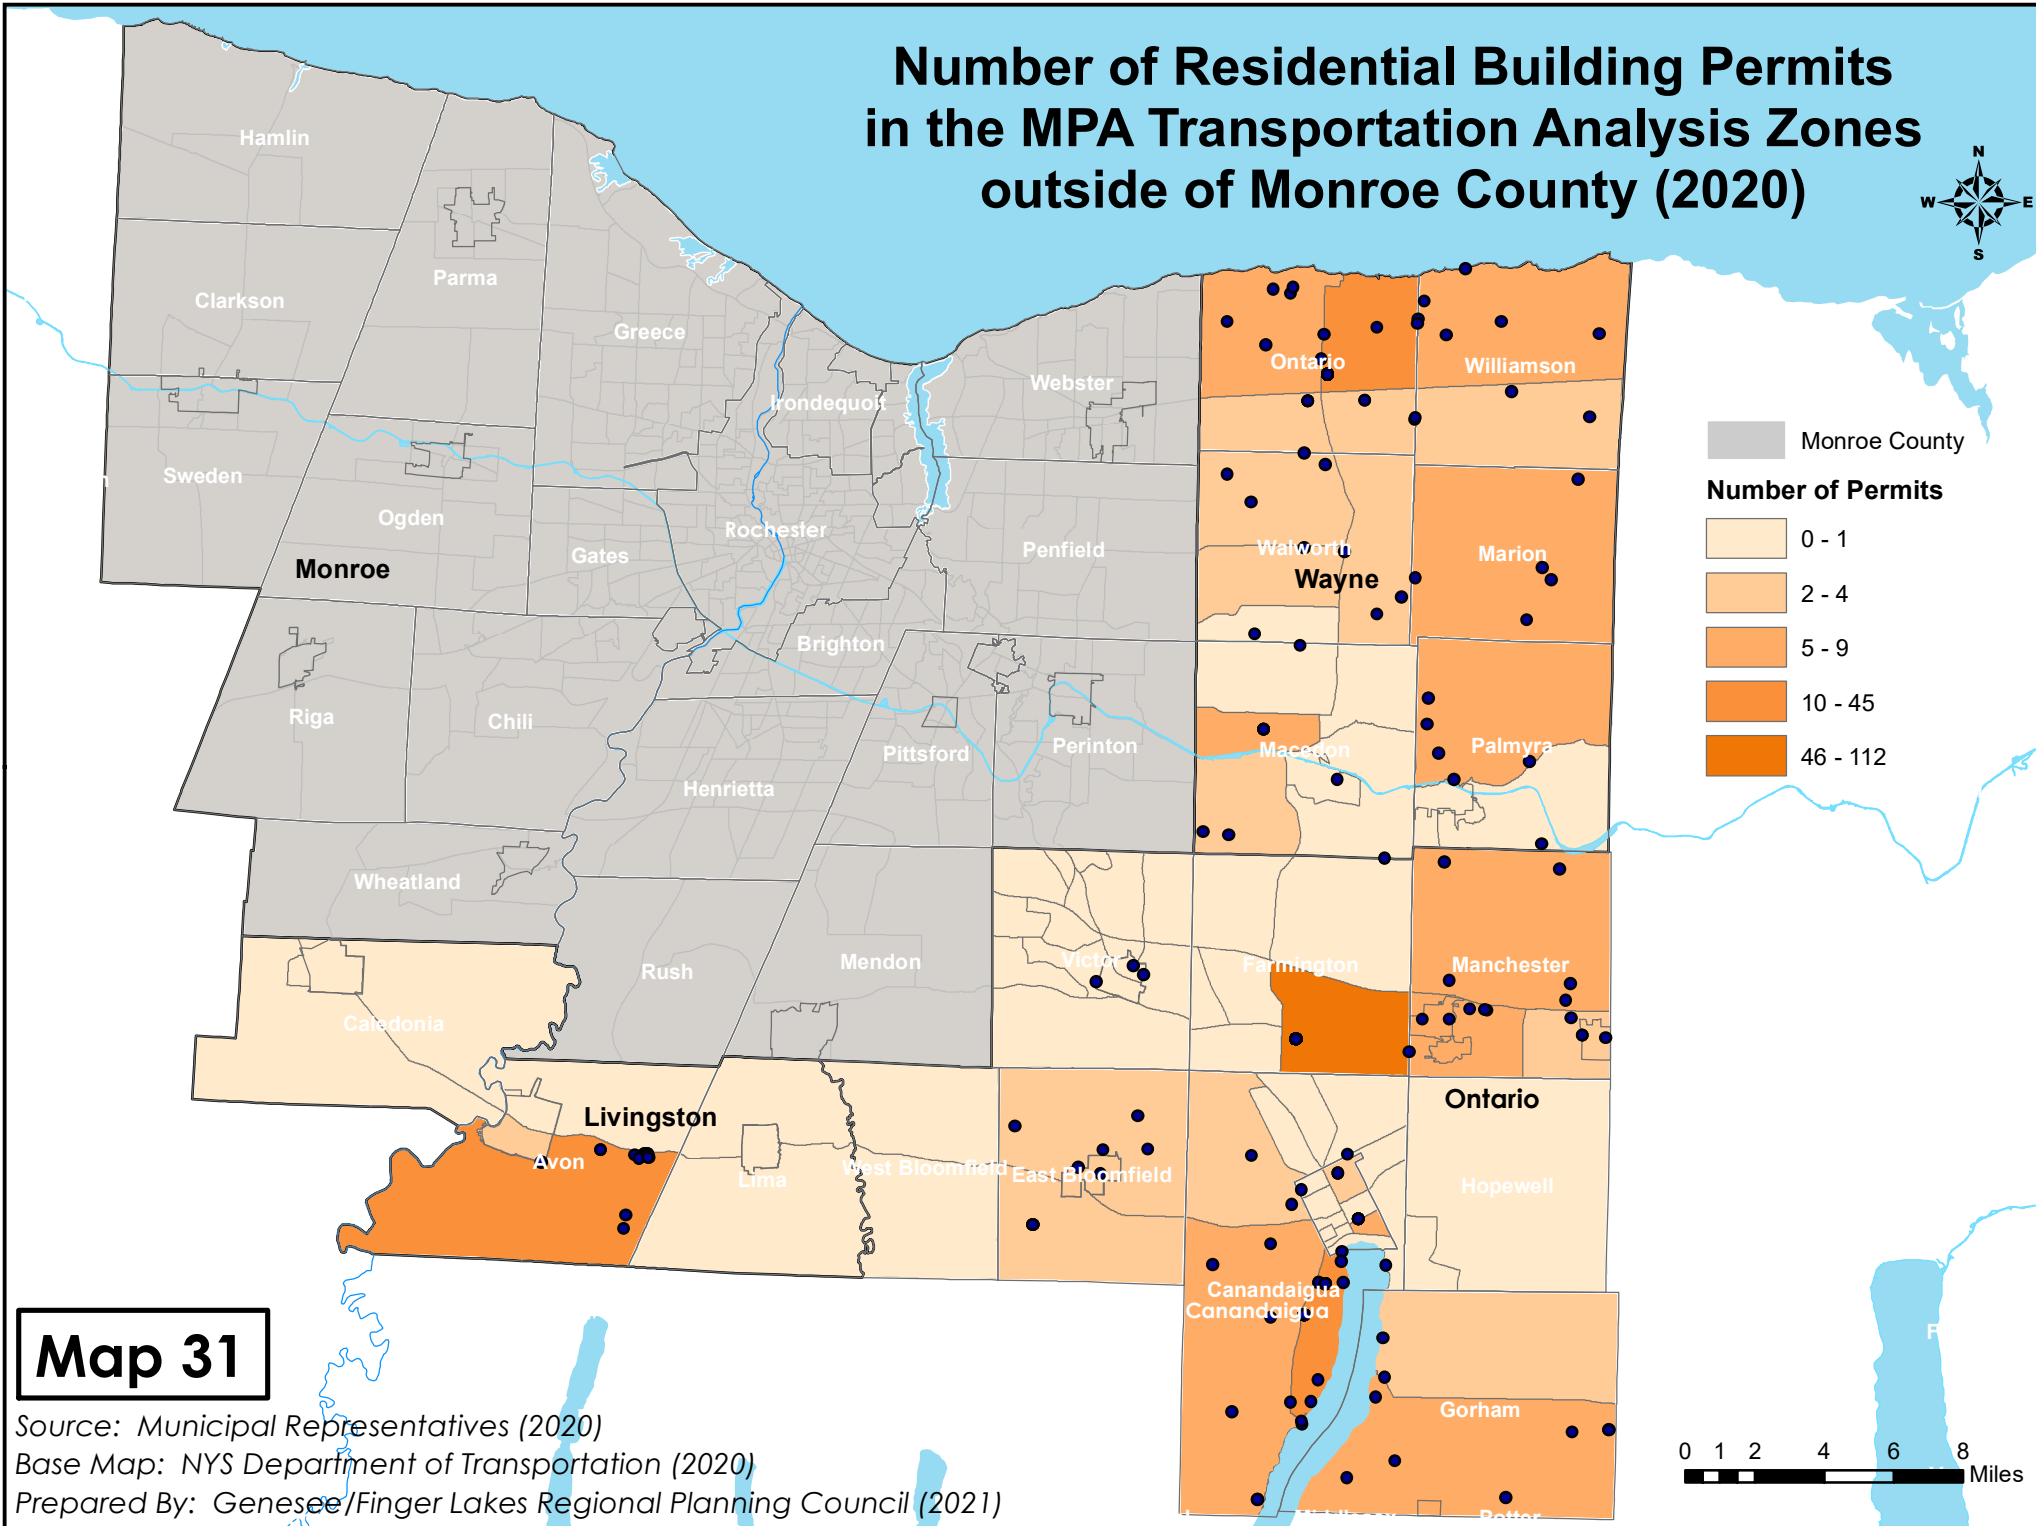 Number of Residential Building Permits
in the MPA Transportation Analysis Zones
outside of Monroe County (2020)
N
W
E
S
Hamlin
Parma
Clarkson
Greece
Webster
Irondequoit
Ontario
Williamson
Sweden
Ogden
Rochester
Gates
Penfield
Monroe
Walworth
Wayne
Marion
Brighton
Riga
Chili
Pittsford
Perinton
Macedon
Palmyra
Henrietta
Wheatland
Rush
Mendon
Victor
Farmington
Manchester
Caledonia
Livingston
Ontario
Avon
Lima
West Bloomfield
East Bloomfield
Hopewell
Canandaigua
Canandaigua
Gorham
Middlesex
Potter
Monroe County
Number of Permits
0 - 1
2 - 4
5 - 9
10 - 45
46 - 112
Map 31
Source: Municipal Representatives (2020)
Base Map: NYS Department of Transportation (2020)
Prepared By: Genesee/Finger Lakes Regional Planning Council (2021)
0 1 2 4 6 8
Miles